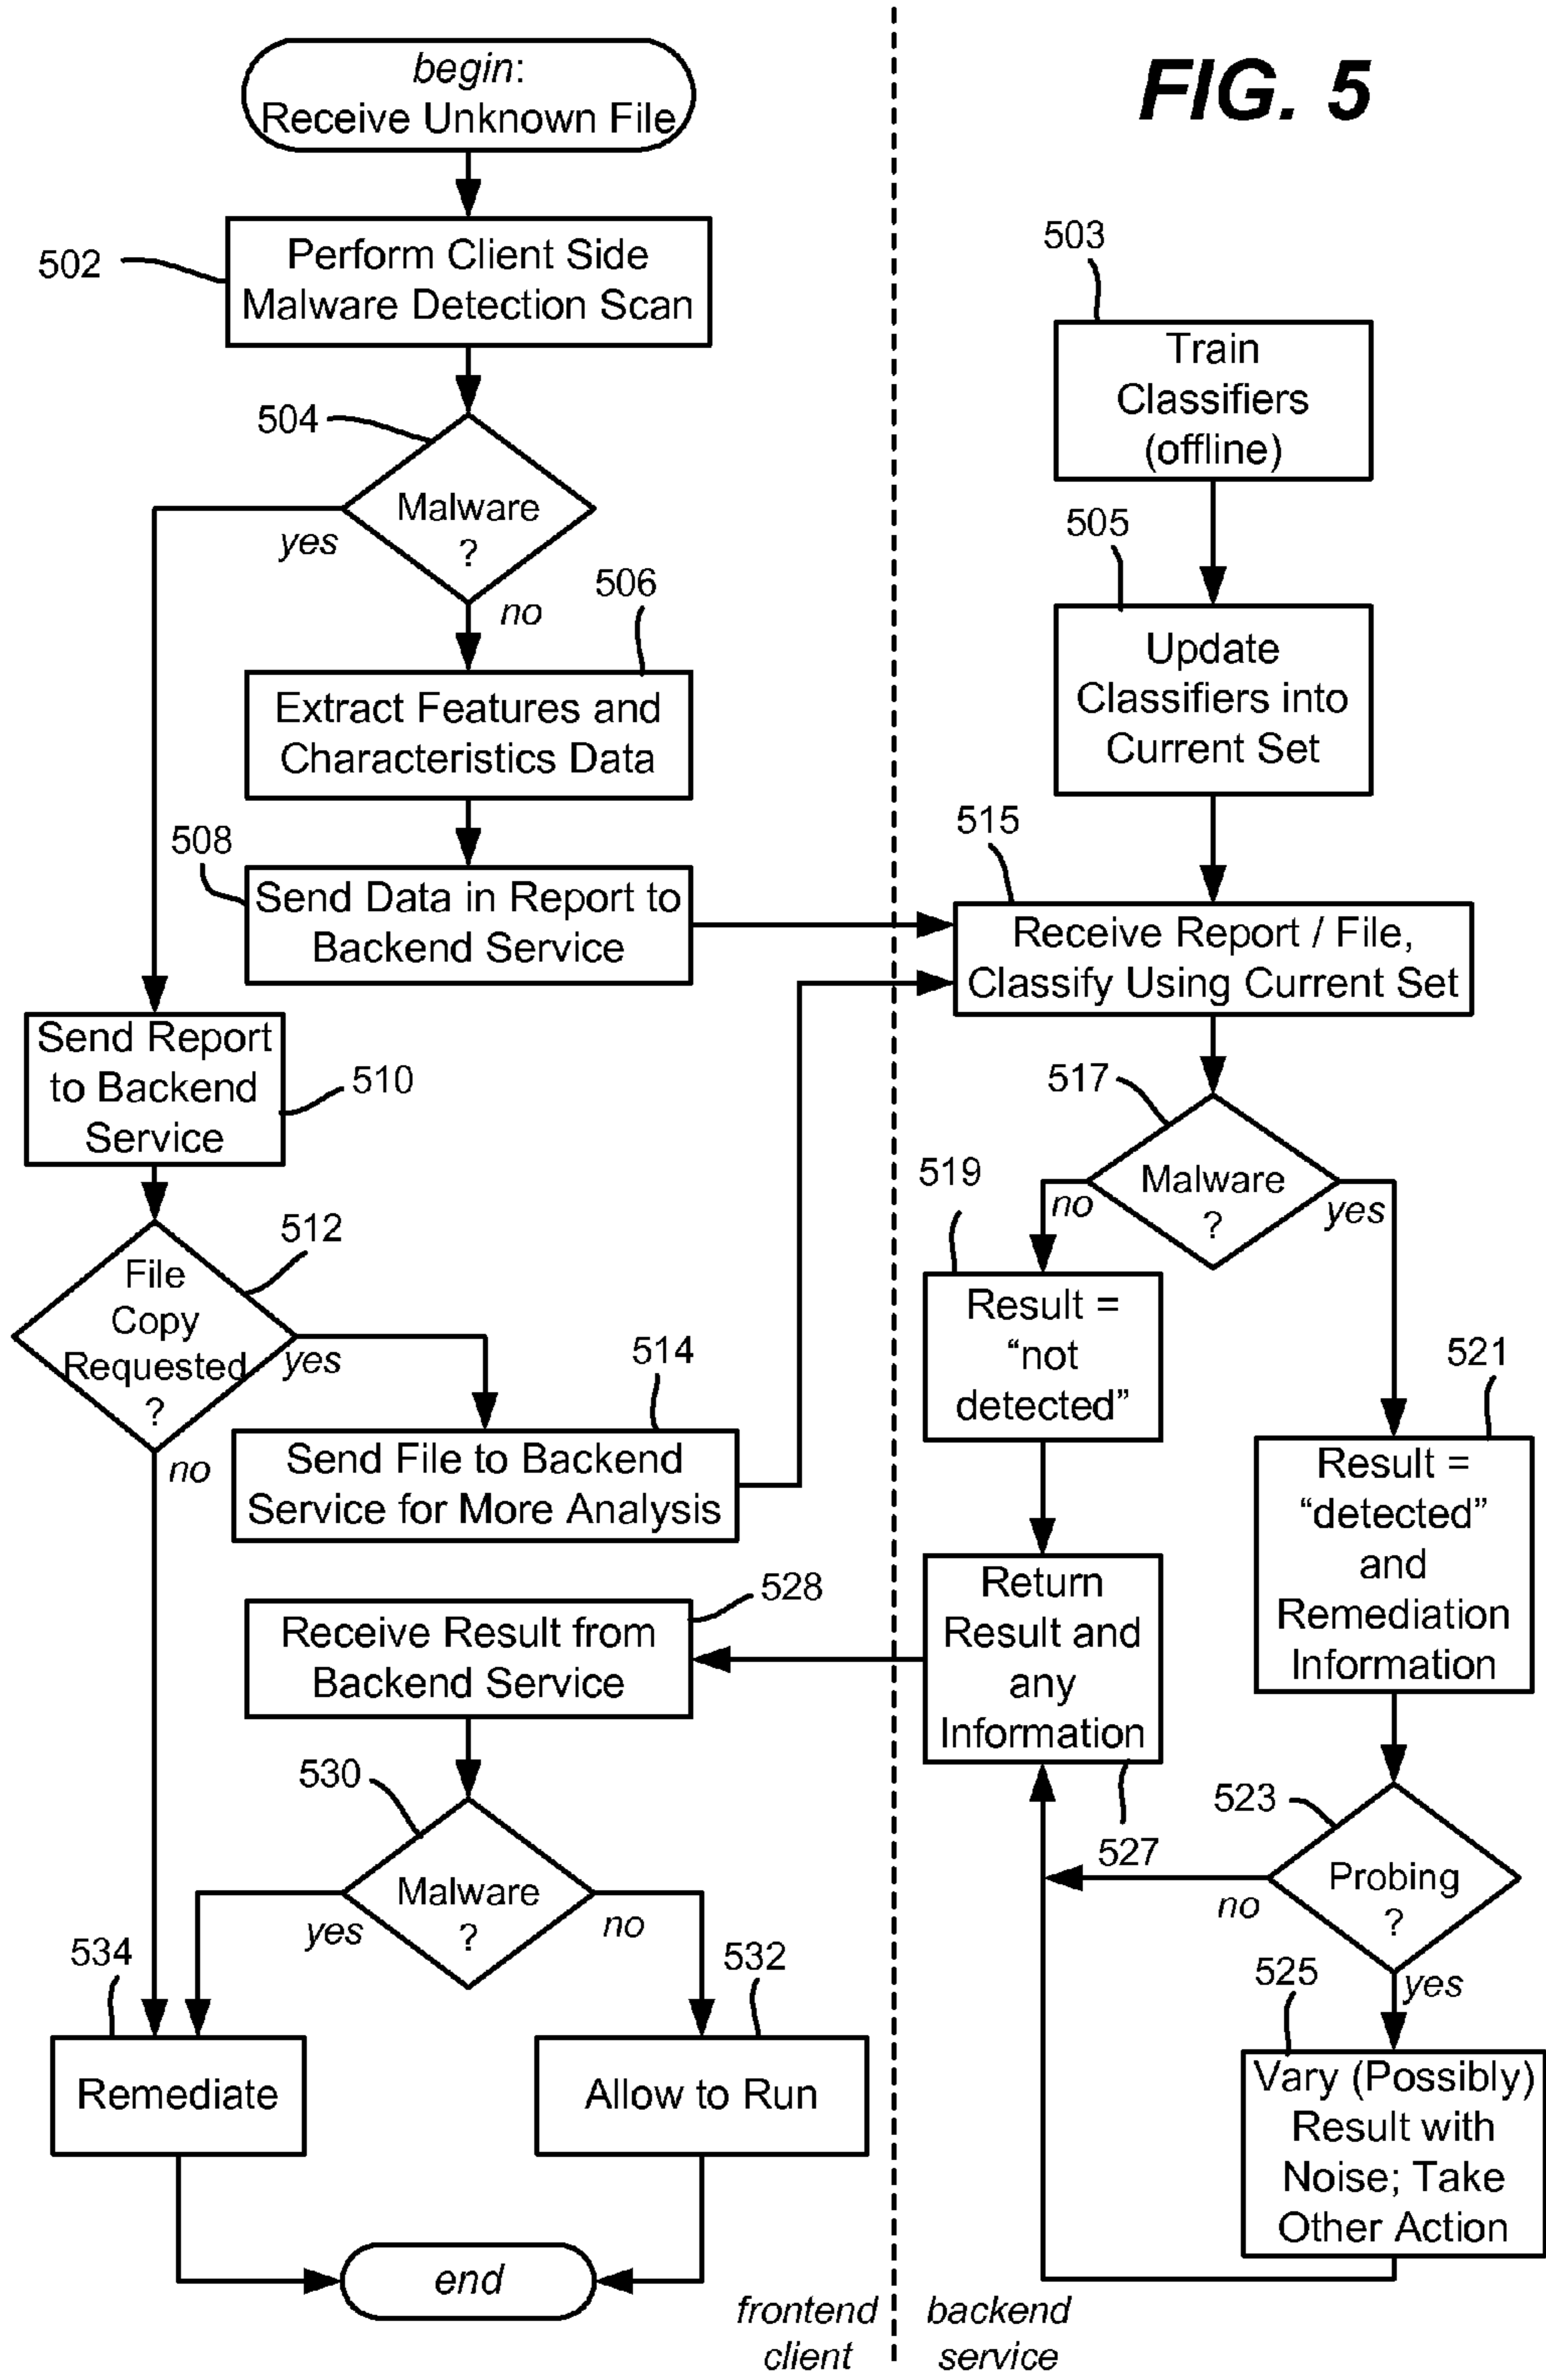 FIG. 5
begin:
Receive Unknown File
502
Perform Client Side
Malware Detection Scan
504
Malware
?
yes
no
506
Extract Features and
Characteristics Data
508
Send Data in Report to
Backend Service
Send Report
to Backend
Service
510
512
File
Copy
Requested
?
yes
no
514
Send File to Backend
Service for More Analysis
528
Receive Result from
Backend Service
530
Malware
?
yes
no
534
Remediate
532
Allow to Run
end
frontend
client
503
Train
Classifiers
(offline)
505
Update
Classifiers into
Current Set
515
Receive Report / File,
Classify Using Current Set
517
Malware
?
no
yes
519
Result =
“not
detected”
521
Result =
“detected”
and
Remediation
Information
Return
Result and
any
Information
527
523
Probing
?
no
yes
525
Vary (Possibly)
Result with
Noise; Take
Other Action
backend
service